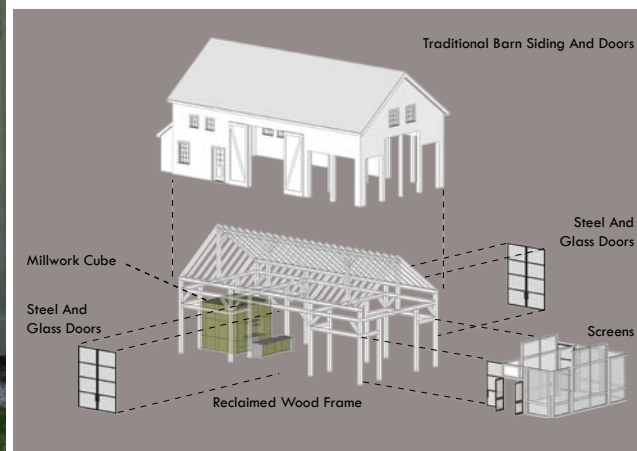 Traditional Barn Siding And Doors
Steel And
Glass Doors
Millwork Cube
Steel And
Glass Doors
Screens
Reclaimed Wood Frame